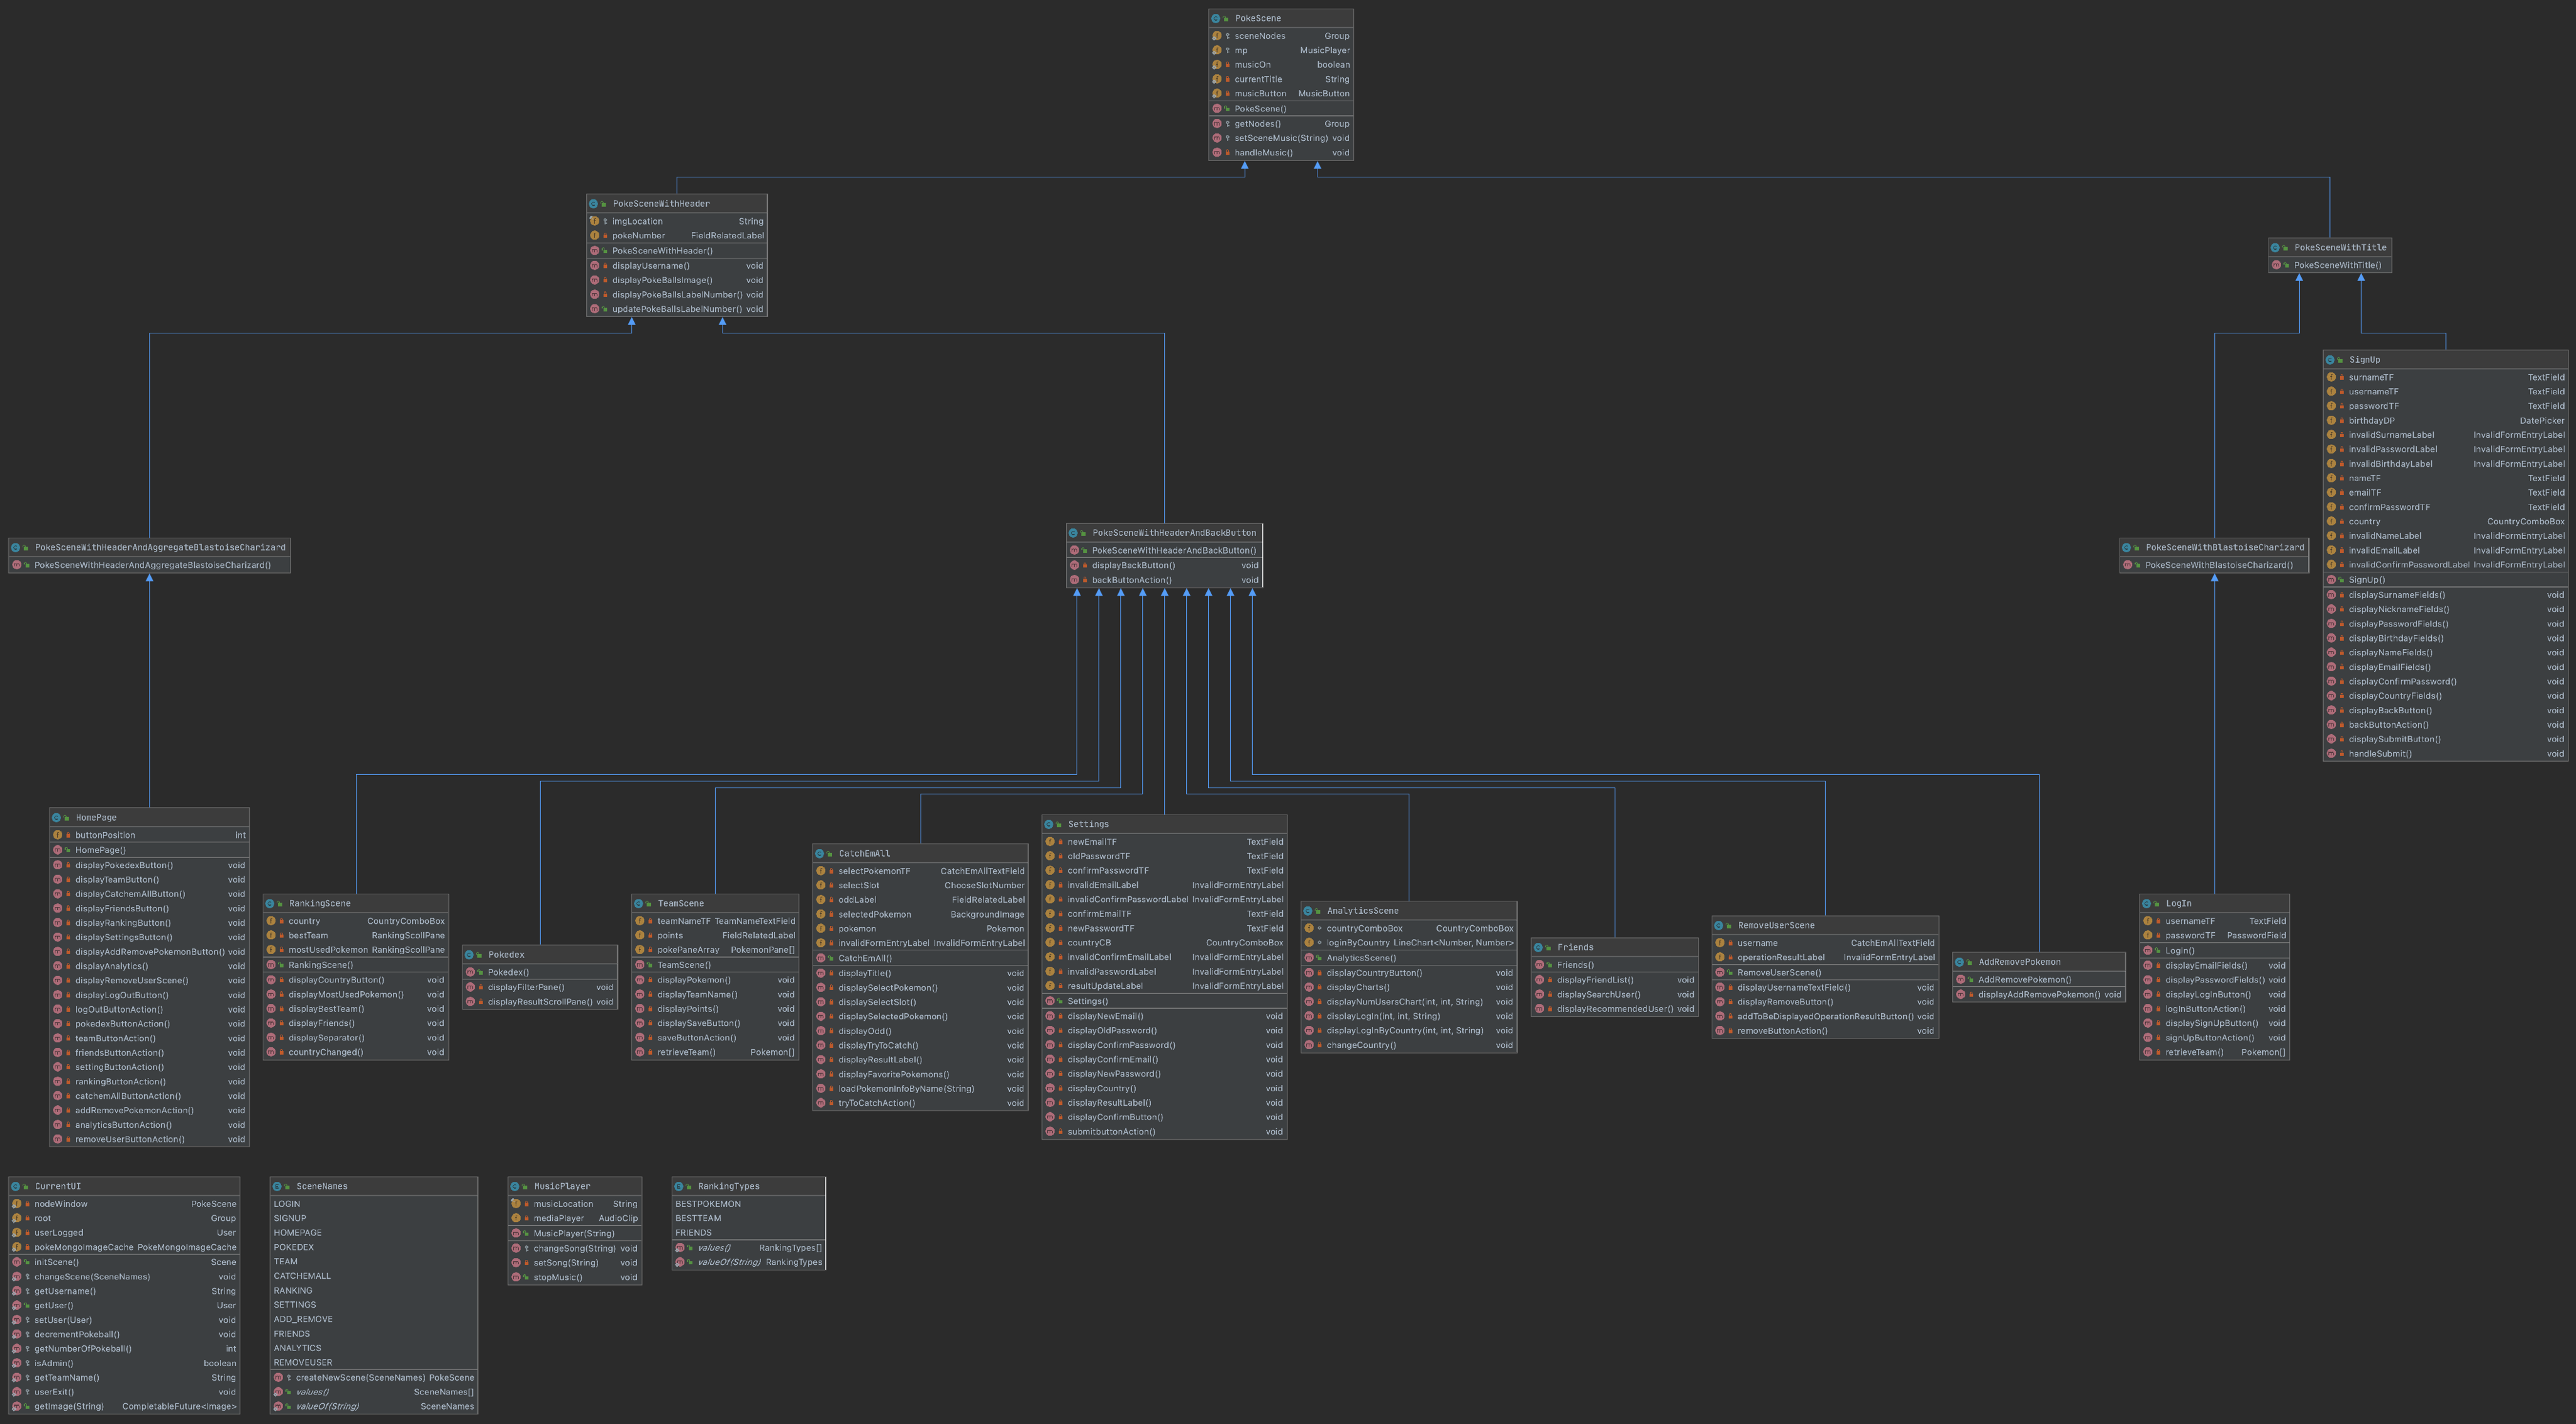 PokeScene
sceneNodes Group
mp MusicPlayer
musicOn boolean
currentTitle String
musicButton MusicButton
PokeScene()
getNodes() Group
setSceneMusic(String) void
handleMusic() void
PokeSceneWithHeader
imgLocation String
pokeNumber FieldRelatedLabel
PokeSceneWithHeader()
displayUsername() void
displayPokeBallsImage() void
displayPokeBallsLabelNumber() void
updatePokeBallsLabelNumber() void
PokeSceneWithTitle
PokeSceneWithTitle()
SignUp
surnameTF TextField
usernameTF TextField
passwordTF TextField
birthdayDP DatePicker
invalidSurnameLabel InvalidFormEntryLabel
invalidPasswordLabel InvalidFormEntryLabel
invalidBirthdayLabel InvalidFormEntryLabel
nameTF TextField
emailTF TextField
confirmPasswordTF TextField
country CountryComboBox
invalidNameLabel InvalidFormEntryLabel
invalidEmailLabel InvalidFormEntryLabel
invalidConfirmPasswordLabel InvalidFormEntryLabel
SignUp()
displaySurnameFields() void
displayNicknameFields() void
displayPasswordFields() void
displayBirthdayFields() void
displayNameFields() void
displayEmailFields() void
displayConfirmPassword() void
displayCountryFields() void
displayBackButton() void
backButtonAction() void
displaySubmitButton() void
handleSubmit() void
PokeSceneWithHeaderAndAggregateBlastoiseCharizard
PokeSceneWithHeaderAndAggregateBlastoiseCharizard()
PokeSceneWithHeaderAndBackButton
PokeSceneWithHeaderAndBackButton()
displayBackButton() void
backButtonAction() void
PokeSceneWithBlastoiseCharizard
PokeSceneWithBlastoiseCharizard()
HomePage
buttonPosition int
HomePage()
displayPokedexButton() void
displayTeamButton() void
displayCatchemAllButton() void
displayFriendsButton() void
displayRankingButton() void
displaySettingsButton() void
displayAddRemovePokemonButton() void
displayAnalytics() void
displayRemoveUserScene() void
displayLogOutButton() void
logOutButtonAction() void
pokedexButtonAction() void
teamButtonAction() void
friendsButtonAction() void
settingButtonAction() void
rankingButtonAction() void
catchemAllButtonAction() void
addRemovePokemonAction() void
analyticsButtonAction() void
removeUserButtonAction() void
RankingScene
country CountryComboBox
bestTeam RankingScollPane
mostUsedPokemon RankingScollPane
RankingScene()
displayCountryButton() void
displayMostUsedPokemon() void
displayBestTeam() void
displayFriends() void
displaySeparator() void
countryChanged() void
Pokedex
Pokedex()
displayFilterPane() void
displayResultScrollPane() void
TeamScene
teamNameTF TeamNameTextField
points FieldRelatedLabel
pokePaneArray PokemonPane[]
TeamScene()
displayPokemon() void
displayTeamName() void
displayPoints() void
displaySaveButton() void
saveButtonAction() void
retrieveTeam() Pokemon[]
CatchEmAll
selectPokemonTF CatchEmAllTextField
selectSlot ChooseSlotNumber
oddLabel FieldRelatedLabel
selectedPokemon BackgroundImage
pokemon Pokemon
invalidFormEntryLabel InvalidFormEntryLabel
CatchEmAll()
displayTitle() void
displaySelectPokemon() void
displaySelectSlot() void
displaySelectedPokemon() void
displayOdd() void
displayTryToCatch() void
displayResultLabel() void
displayFavoritePokemons() void
loadPokemonInfoByName(String) void
tryToCatchAction() void
Settings
newEmailTF TextField
oldPasswordTF TextField
confirmPasswordTF TextField
invalidEmailLabel InvalidFormEntryLabel
invalidConfirmPasswordLabel InvalidFormEntryLabel
confirmEmailTF TextField
newPasswordTF TextField
countryCB CountryComboBox
invalidConfirmEmailLabel InvalidFormEntryLabel
invalidPasswordLabel InvalidFormEntryLabel
resultUpdateLabel InvalidFormEntryLabel
Settings()
displayNewEmail() void
displayOldPassword() void
displayConfirmPassword() void
displayConfirmEmail() void
displayNewPassword() void
displayCountry() void
displayResultLabel() void
displayConfirmButton() void
submitbuttonAction() void
AnalyticsScene
countryComboBox CountryComboBox
loginByCountry LineChart<Number, Number>
AnalyticsScene()
displayCountryButton() void
displayCharts() void
displayNumUsersChart(int, int, String) void
displayLogIn(int, int, String) void
displayLogInByCountry(int, int, String) void
changeCountry() void
Friends
Friends()
displayFriendList() void
displaySearchUser() void
displayRecommendedUser() void
RemoveUserScene
username CatchEmAllTextField
operationResultLabel InvalidFormEntryLabel
RemoveUserScene()
displayUsernameTextField() void
displayRemoveButton() void
addToBeDisplayedOperationResultButton() void
removeButtonAction() void
AddRemovePokemon
AddRemovePokemon()
displayAddRemovePokemon() void
LogIn
usernameTF TextField
passwordTF PasswordField
LogIn()
displayEmailFields() void
displayPasswordFields() void
displayLogInButton() void
logInButtonAction() void
displaySignUpButton() void
signUpButtonAction() void
retrieveTeam() Pokemon[]
CurrentUI
nodeWindow PokeScene
root Group
userLogged User
pokeMongoImageCache PokeMongoImageCache
initScene() Scene
changeScene(SceneNames) void
getUsername() String
getUser() User
setUser(User) void
decrementPokeball() void
getNumberOfPokeball() int
isAdmin() boolean
getTeamName() String
userExit() void
getImage(String) CompletableFuture<Image>
SceneNames
LOGIN
SIGNUP
HOMEPAGE
POKEDEX
TEAM
CATCHEMALL
RANKING
SETTINGS
ADD_REMOVE
FRIENDS
ANALYTICS
REMOVEUSER
createNewScene(SceneNames) PokeScene
values() SceneNames[]
valueOf(String) SceneNames
MusicPlayer
musicLocation String
mediaPlayer AudioClip
MusicPlayer(String)
changeSong(String) void
setSong(String) void
stopMusic() void
RankingTypes
BESTPOKEMON
BESTTEAM
FRIENDS
values() RankingTypes[]
valueOf(String) RankingTypes